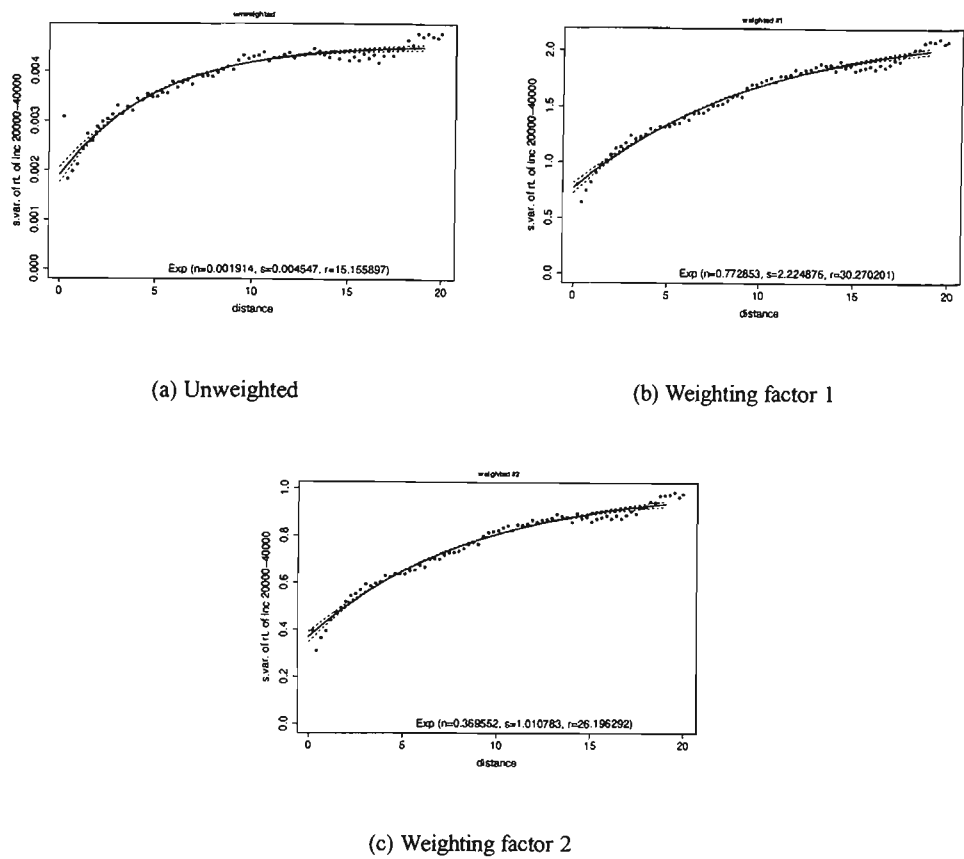 unweighted
s.var. of rt. of inc 20000-40000
0.004
0.003
0.002
0.001
0.000
Exp (n=0.001914, s=0.004547, r=15.155897)
0 5 10 15 20
distance
(a) Unweighted
weighted #1
s.var. of rt. of inc 20000-40000
2.0
1.5
1.0
0.5
0.0
Exp (n=0.772853, s=2.224876, r=30.270201)
0 5 10 15 20
distance
(b) Weighting factor 1
weighted #2
s.var. of rt. of inc 20000-40000
1.0
0.8
0.6
0.4
0.2
0.0
Exp (n=0.369552, s=1.010783, r=26.196292)
0 5 10 15 20
distance
(c) Weighting factor 2